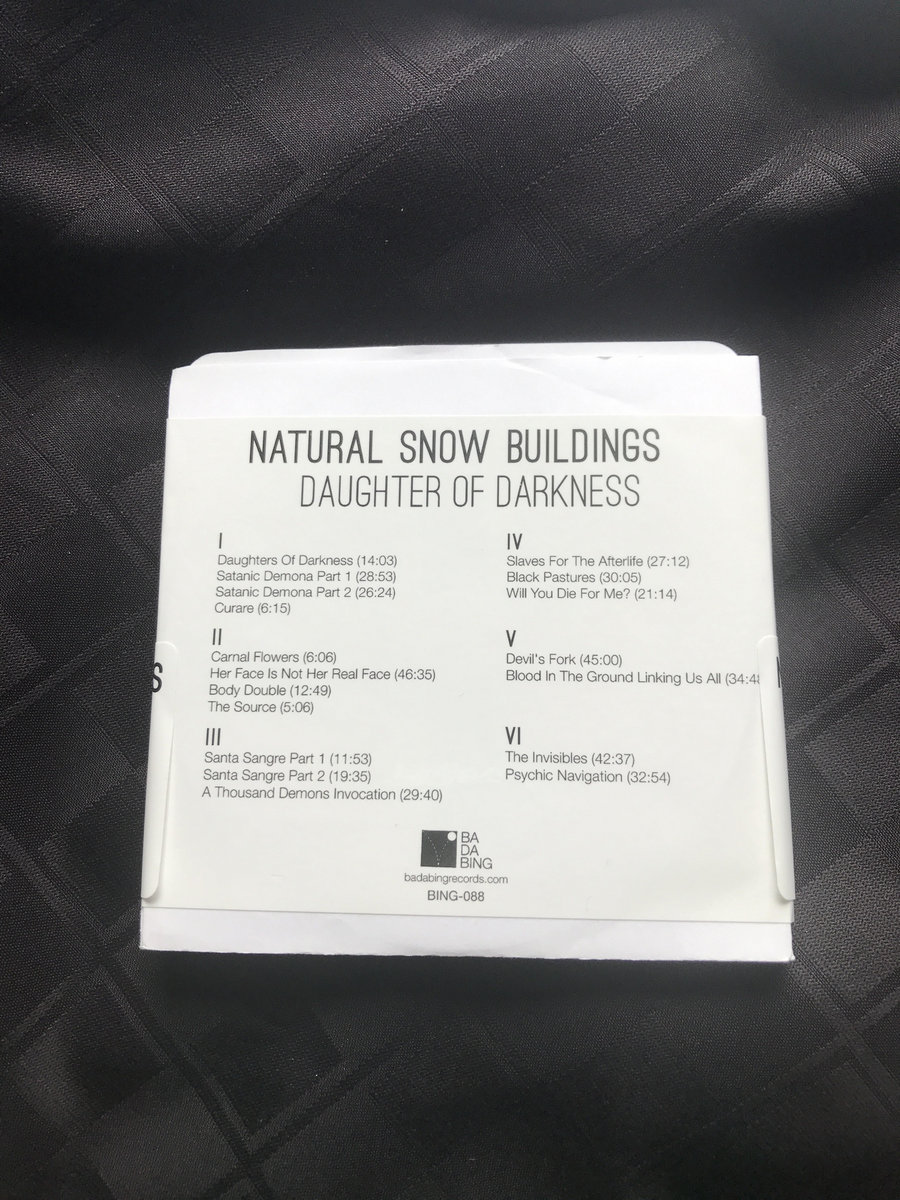 NATURAL SNOW BUILDINGS
DAUGHTER OF DARKNESS
I
Daughters Of Darkness (14:03)
Satanic Demona Part 1 (28:53)
Satanic Demona Part 2 (26:24)
Curare (6:15)
II
Carnal Flowers (6:06)
Her Face Is Not Her Real Face (46:35)
Body Double (12:49)
The Source (5:06)
III
Santa Sangre Part 1 (11:53)
Santa Sangre Part 2 (19:35)
A Thousand Demons Invocation (29:40)
IV
Slaves For The Afterlife (27:12)
Black Pastures (30:05)
Will You Die For Me? (21:14)
V
Devil's Fork (45:00)
Blood In The Ground Linking Us All (34:48
VI
The Invisibles (42:37)
Psychic Navigation (32:54)
S
BA
DA
BING
badabingrecords.com
BING-088